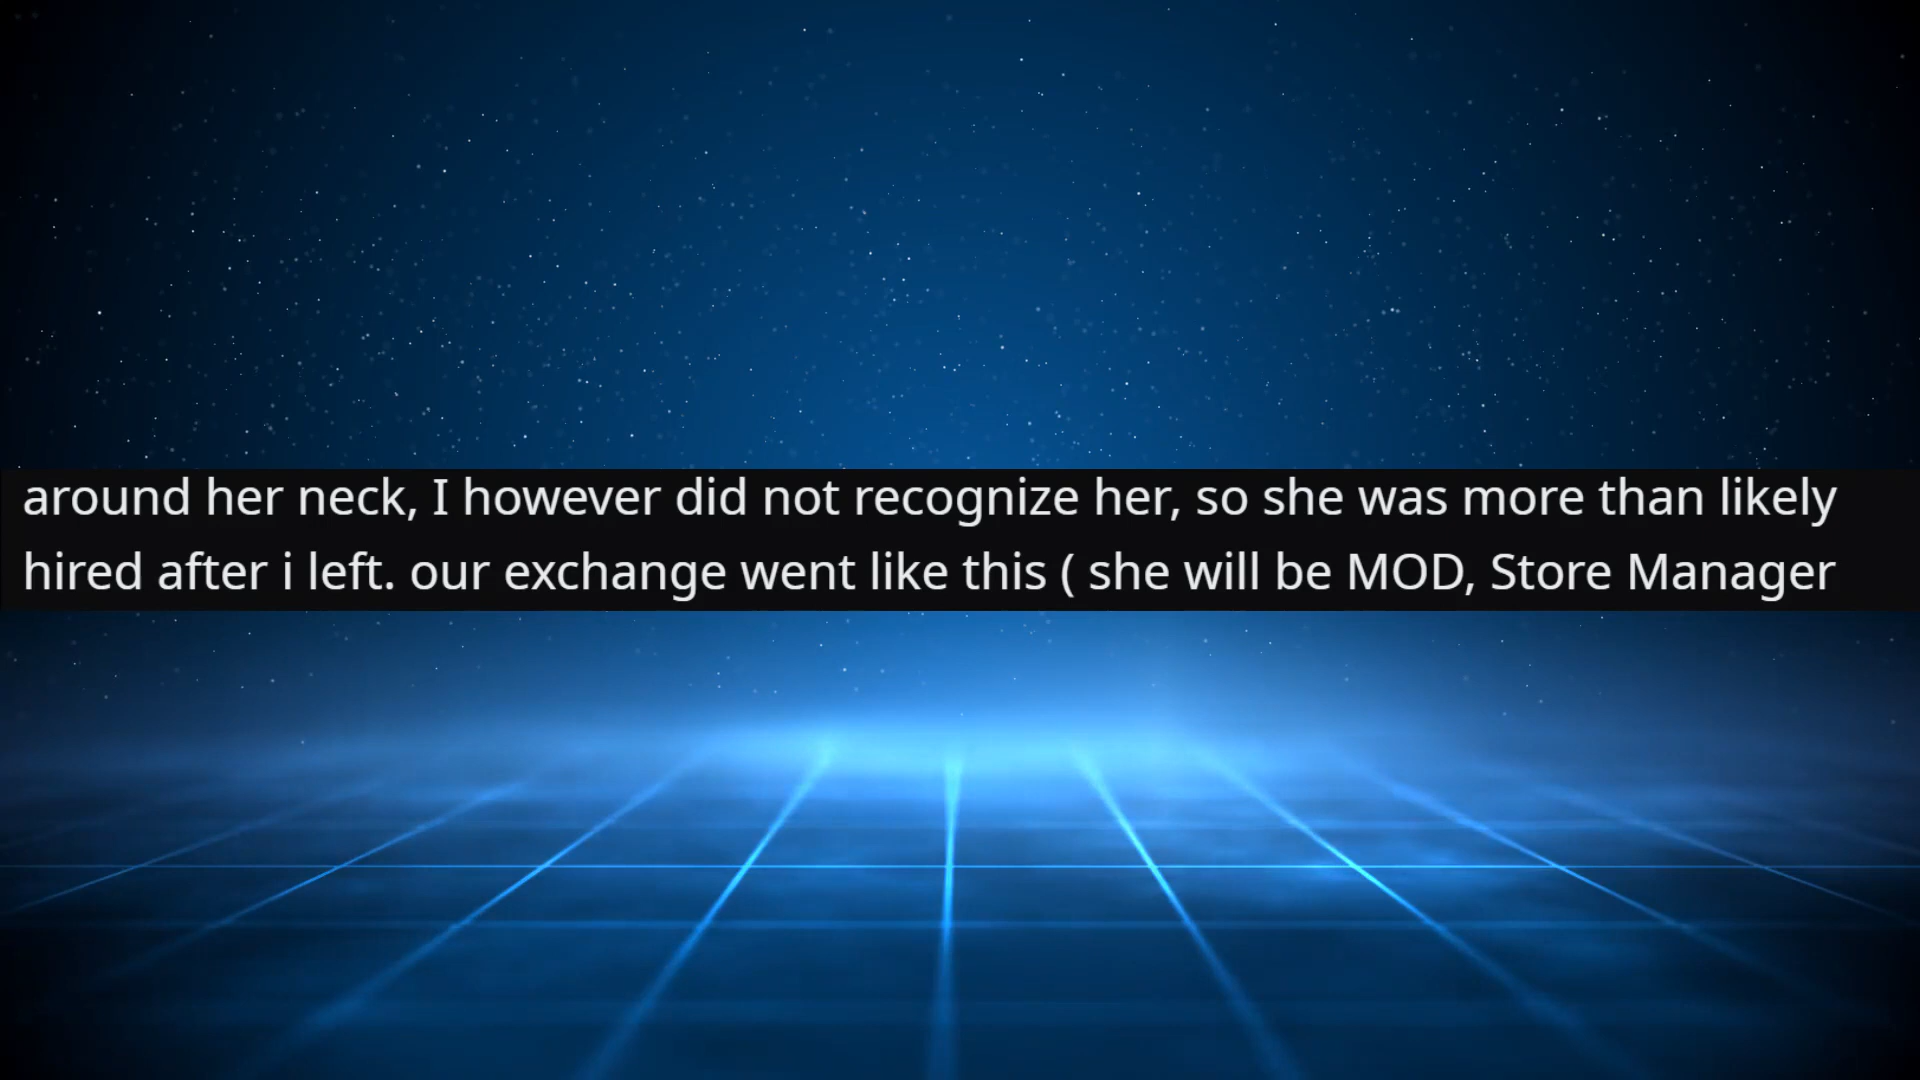 around her neck, I however did not recognize her, so she was more than likely
hired after i left. our exchange went like this ( she will be MOD, Store Manager